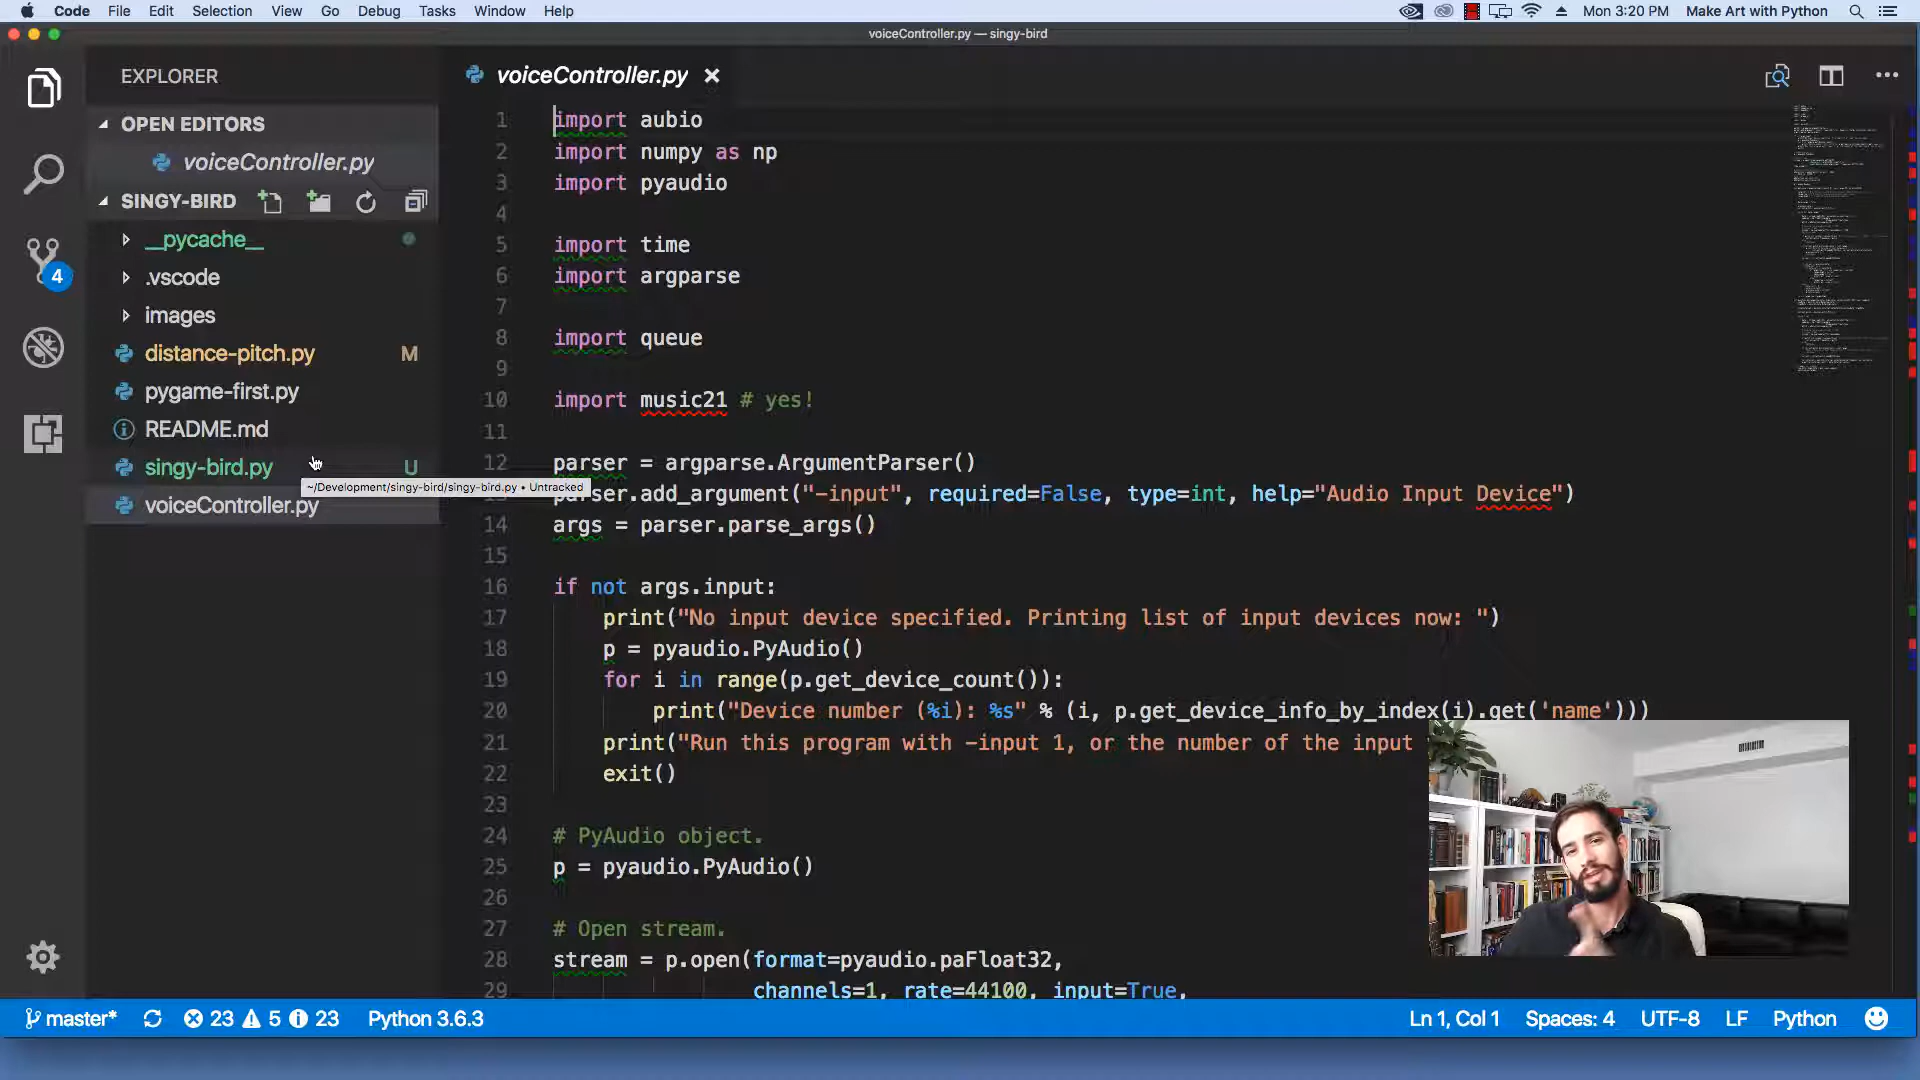 Code File Edit Selection View Go Debug Tasks Window Help
Mon 3:20 PM Make Art with Python
voiceController.py — singy-bird
EXPLORER
OPEN EDITORS
voiceController.py
SINGY-BIRD
__pycache__
.vscode
images
distance-pitch.py M
pygame-first.py
README.md
singy-bird.py U
~/Development/singy-bird/singy-bird.py • Untracked
voiceController.py
4
voiceController.py
1 import aubio
2 import numpy as np
3 import pyaudio
4
5 import time
6 import argparse
7
8 import queue
9
10 import music21 # yes!
11
12 parser = argparse.ArgumentParser()
parser.add_argument("-input", required=False, type=int, help="Audio Input Device")
14 args = parser.parse_args()
15
16 if not args.input:
17 print("No input device specified. Printing list of input devices now: ")
18 p = pyaudio.PyAudio()
19 for i in range(p.get_device_count()):
20 print("Device number (%i): %s" % (i, p.get_device_info_by_index(i).get('name')))
21 print("Run this program with -input 1, or the number of the input
22 exit()
23
24 # PyAudio object.
25 p = pyaudio.PyAudio()
26
27 # Open stream.
28 stream = p.open(format=pyaudio.paFloat32,
29 channels=1, rate=44100, input=True,
master* 23 5 23 Python 3.6.3
Ln 1, Col 1 Spaces: 4 UTF-8 LF Python